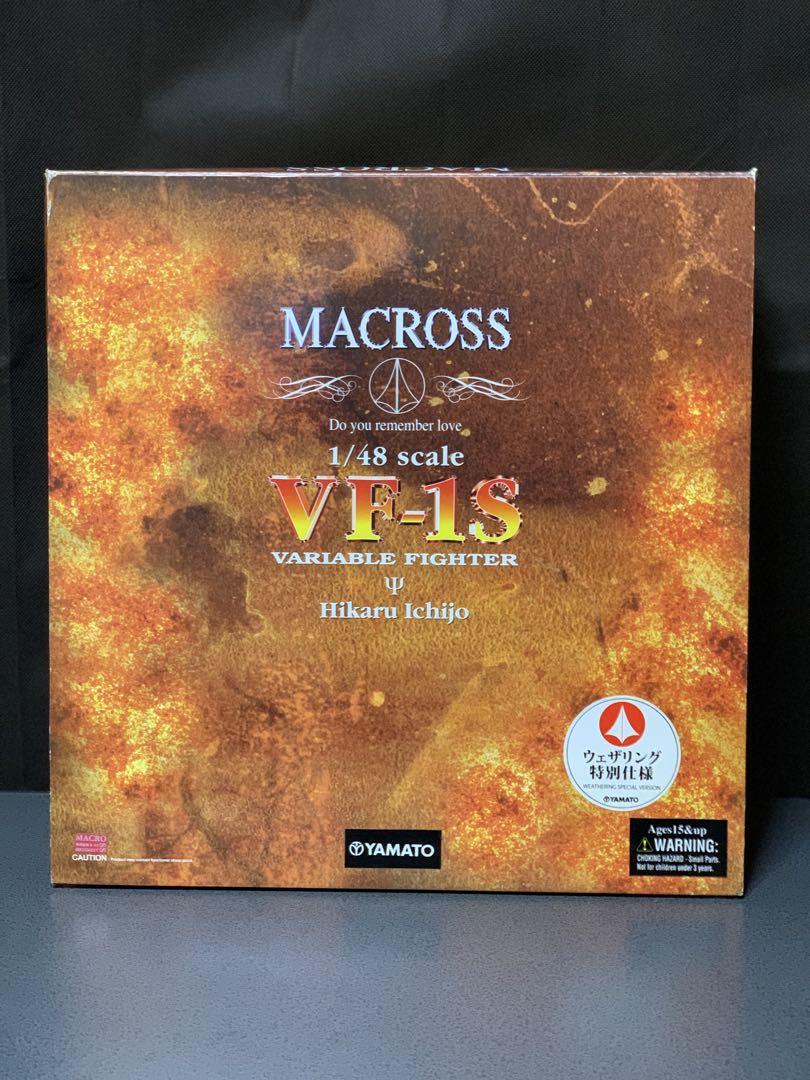 MACROSS
MACROSS
Do you remember love
1/48 scale
VF-1S
VARIABLE FIGHTER
Ψ
Hikaru Ichijo
ウェザリング
特別仕様
WEATHERING SPECIAL VERSION
YAMATO
MACRO
CAUTION
YAMATO
Ages15&up
WARNING:
CHOKING HAZARD - Small Parts.
Not for children under 3 years.